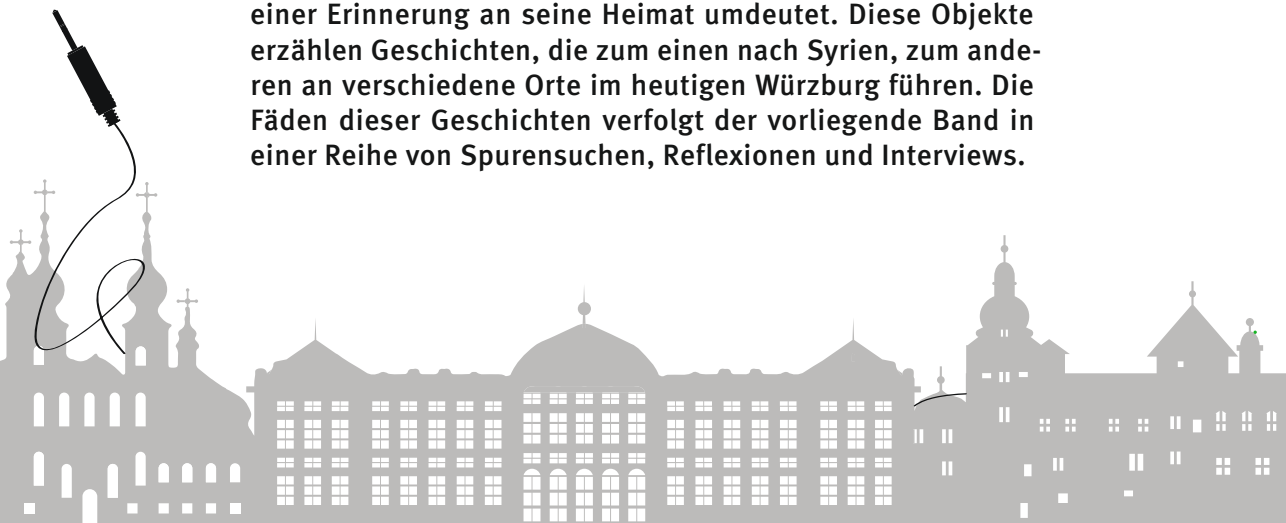 einer Erinnerung an seine Heimat umdeutet. Diese Objekte
erzählen Geschichten, die zum einen nach Syrien, zum ande-
ren an verschiedene Orte im heutigen Würzburg führen. Die
Fäden dieser Geschichten verfolgt der vorliegende Band in
einer Reihe von Spurensuchen, Reflexionen und Interviews.